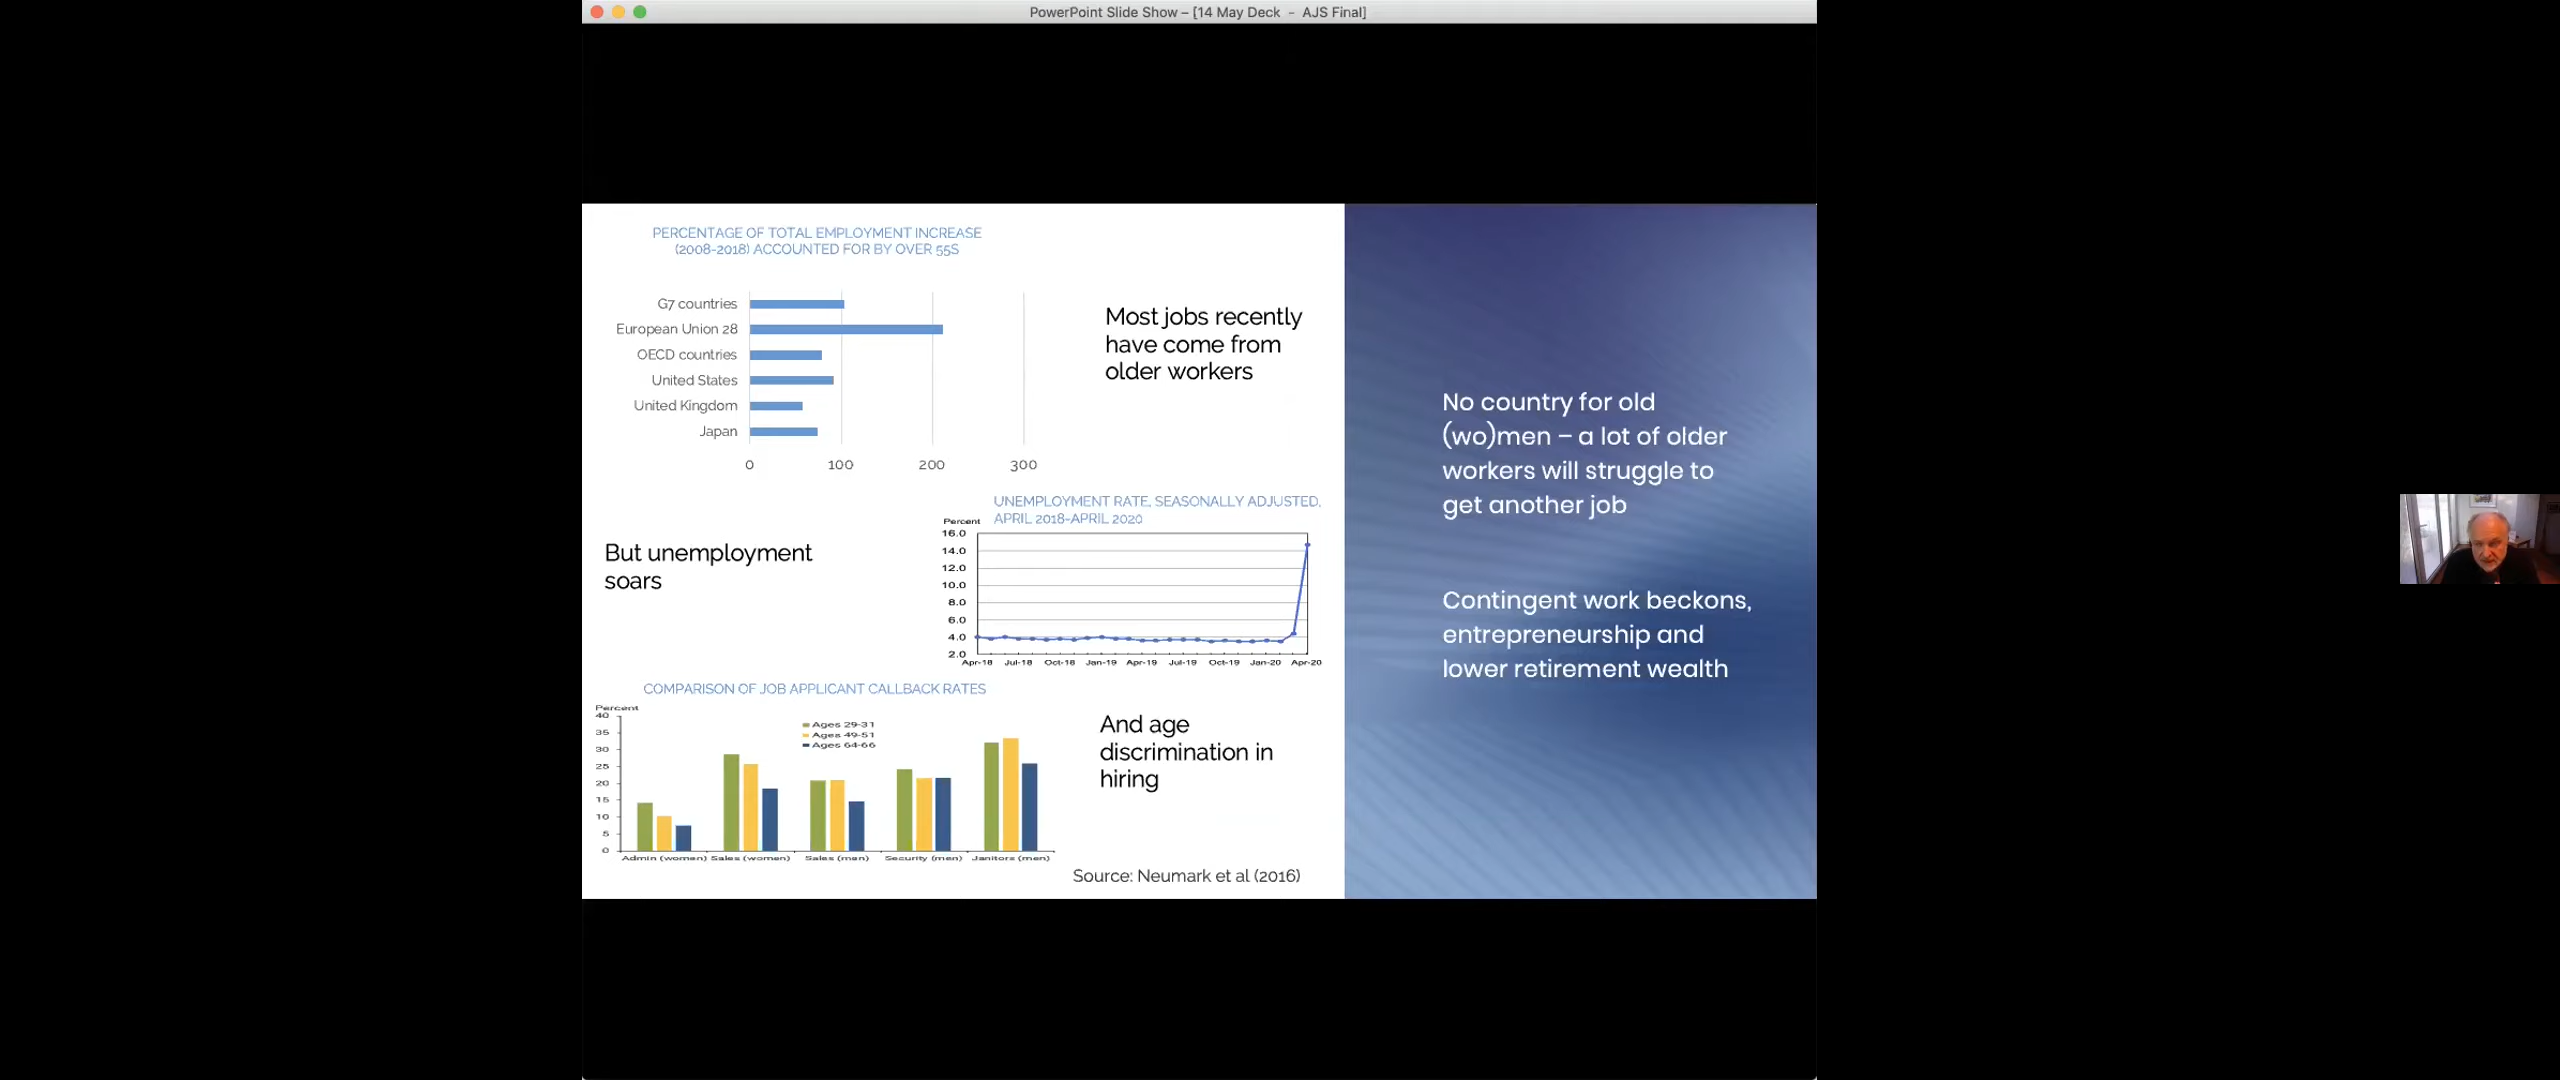 PowerPoint Slide Show – [14 May Deck - AJS Final]
PERCENTAGE OF TOTAL EMPLOYMENT INCREASE
(2008-2018) ACCOUNTED FOR BY OVER 55S
G7 countries
European Union 28
OECD countries
United States
United Kingdom
Japan
0 100 200 300
Most jobs recently
have come from
older workers
But unemployment
soars
UNEMPLOYMENT RATE, SEASONALLY ADJUSTED,
APRIL 2018-APRIL 2020
Percent
16.0
14.0
12.0
10.0
8.0
6.0
4.0
2.0
Apr-18 Jul-18 Oct-18 Jan-19 Apr-19 Jul-19 Oct-19 Jan-20 Apr-20
COMPARISON OF JOB APPLICANT CALLBACK RATES
Percent
40
35
30
25
20
15
10
5
0
Ages 29-31
Ages 49-51
Ages 64-66
Admin (women) Sales (women) Sales (men) Security (men) Janitors (men)
And age
discrimination in
hiring
Source: Neumark et al (2016)
No country for old
(wo)men – a lot of older
workers will struggle to
get another job
Contingent work beckons,
entrepreneurship and
lower retirement wealth